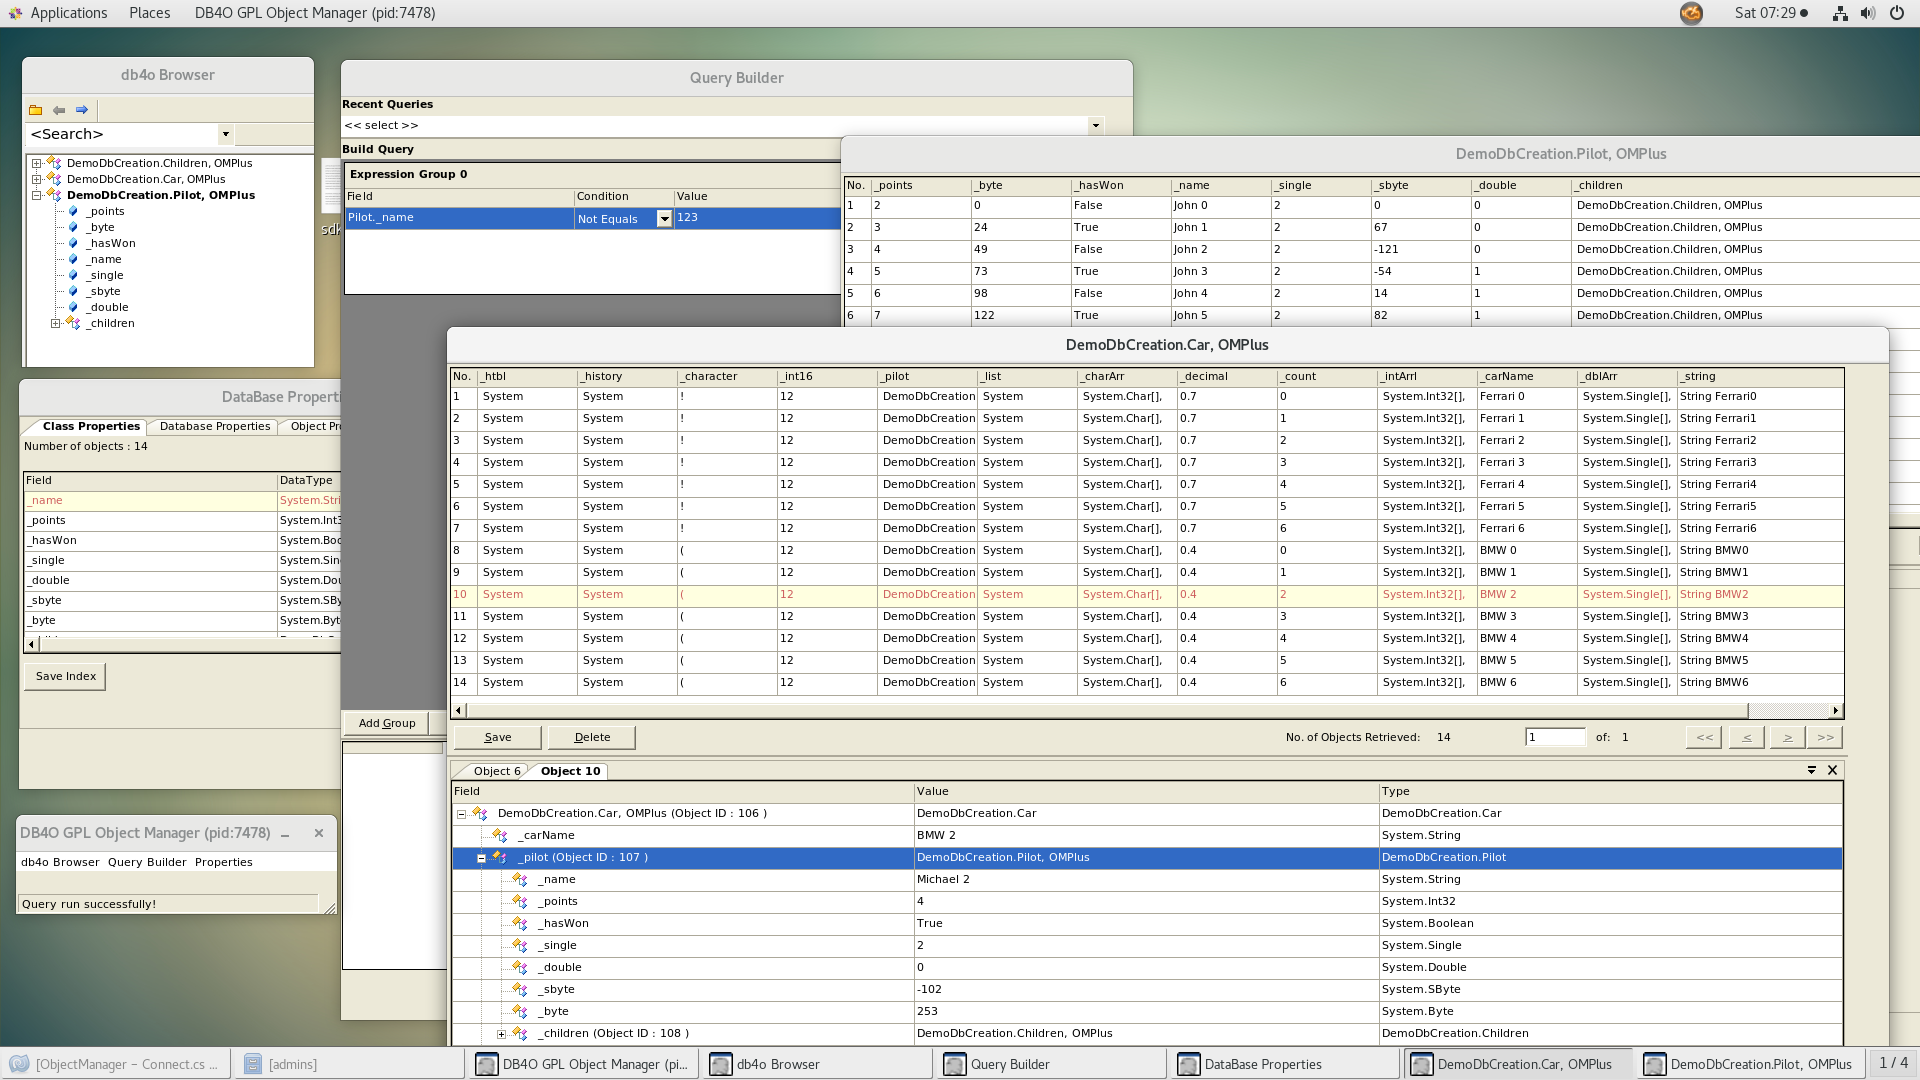 Applications Places DB4O GPL Object Manager (pid:7478) Sat 07:29
db4o Browser
<Search>
DemoDbCreation.Children, OMPlus
DemoDbCreation.Car, OMPlus
DemoDbCreation.Pilot, OMPlus
_points
_byte
_hasWon
_name
_single
_sbyte
_double
_children
Query Builder
Recent Queries
<< select >>
Build Query
Expression Group 0
Field Condition Value
Pilot._name Not Equals 123
Add Group
sdk
DemoDbCreation.Pilot, OMPlus
No. _points _byte _hasWon _name _single _sbyte _double _children
1 2 0 False John 0 2 0 0 DemoDbCreation.Children, OMPlus
2 3 24 True John 1 2 67 0 DemoDbCreation.Children, OMPlus
3 4 49 False John 2 2 -121 0 DemoDbCreation.Children, OMPlus
4 5 73 True John 3 2 -54 1 DemoDbCreation.Children, OMPlus
5 6 98 False John 4 2 14 1 DemoDbCreation.Children, OMPlus
6 7 122 True John 5 2 82 1 DemoDbCreation.Children, OMPlus
DataBase Properti
Class Properties Database Properties Object Pr
Number of objects : 14
Field DataType
_name System.Stri
_points System.Int3
_hasWon System.Boo
_single System.Sin
_double System.Dou
_sbyte System.SBy
_byte System.Byt
Save Index
DB4O GPL Object Manager (pid:7478)
db4o Browser Query Builder Properties
Query run successfully!
DemoDbCreation.Car, OMPlus
No. _htbl _history _character _int16 _pilot _list _charArr _decimal _count _intArrI _carName _dblArr _string
1 System System ! 12 DemoDbCreation System System.Char[], 0.7 0 System.Int32[], Ferrari 0 System.Single[], String Ferrari0
2 System System ! 12 DemoDbCreation System System.Char[], 0.7 1 System.Int32[], Ferrari 1 System.Single[], String Ferrari1
3 System System ! 12 DemoDbCreation System System.Char[], 0.7 2 System.Int32[], Ferrari 2 System.Single[], String Ferrari2
4 System System ! 12 DemoDbCreation System System.Char[], 0.7 3 System.Int32[], Ferrari 3 System.Single[], String Ferrari3
5 System System ! 12 DemoDbCreation System System.Char[], 0.7 4 System.Int32[], Ferrari 4 System.Single[], String Ferrari4
6 System System ! 12 DemoDbCreation System System.Char[], 0.7 5 System.Int32[], Ferrari 5 System.Single[], String Ferrari5
7 System System ! 12 DemoDbCreation System System.Char[], 0.7 6 System.Int32[], Ferrari 6 System.Single[], String Ferrari6
8 System System ( 12 DemoDbCreation System System.Char[], 0.4 0 System.Int32[], BMW 0 System.Single[], String BMW0
9 System System ( 12 DemoDbCreation System System.Char[], 0.4 1 System.Int32[], BMW 1 System.Single[], String BMW1
10 System System ( 12 DemoDbCreation System System.Char[], 0.4 2 System.Int32[], BMW 2 System.Single[], String BMW2
11 System System ( 12 DemoDbCreation System System.Char[], 0.4 3 System.Int32[], BMW 3 System.Single[], String BMW3
12 System System ( 12 DemoDbCreation System System.Char[], 0.4 4 System.Int32[], BMW 4 System.Single[], String BMW4
13 System System ( 12 DemoDbCreation System System.Char[], 0.4 5 System.Int32[], BMW 5 System.Single[], String BMW5
14 System System ( 12 DemoDbCreation System System.Char[], 0.4 6 System.Int32[], BMW 6 System.Single[], String BMW6
Save Delete No. of Objects Retrieved: 14 1 of: 1 << < > >>
Object 6 Object 10
Field Value Type
DemoDbCreation.Car, OMPlus (Object ID : 106 ) DemoDbCreation.Car DemoDbCreation.Car
_carName BMW 2 System.String
_pilot (Object ID : 107 ) DemoDbCreation.Pilot, OMPlus DemoDbCreation.Pilot
_name Michael 2 System.String
_points 4 System.Int32
_hasWon True System.Boolean
_single 2 System.Single
_double 0 System.Double
_sbyte -102 System.SByte
_byte 253 System.Byte
_children (Object ID : 108 ) DemoDbCreation.Children, OMPlus DemoDbCreation.Children
[ObjectManager – Connect.cs ... [admins] DB4O GPL Object Manager (pi... db4o Browser Query Builder DataBase Properties DemoDbCreation.Car, OMPlus DemoDbCreation.Pilot, OMPlus 1 / 4